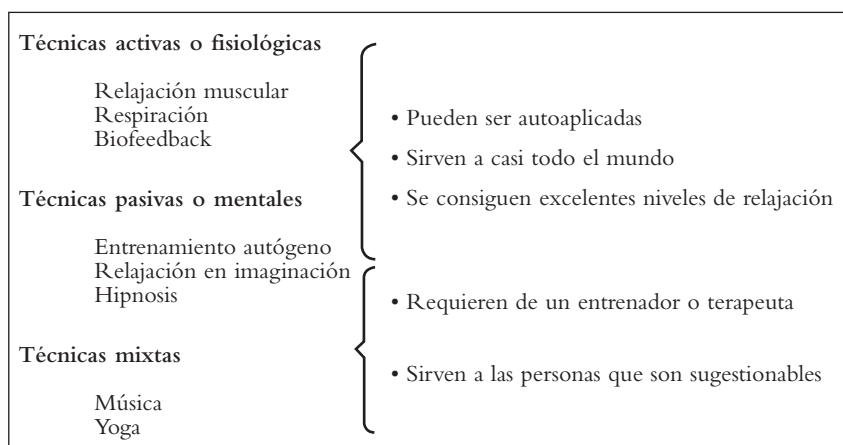 Técnicas activas o fisiológicas
Relajación muscular
Respiración
Biofeedback
Técnicas pasivas o mentales
Entrenamiento autógeno
Relajación en imaginación
Hipnosis
Técnicas mixtas
Música
Yoga
• Pueden ser autoaplicadas
• Sirven a casi todo el mundo
• Se consiguen excelentes niveles de relajación
• Requieren de un entrenador o terapeuta
• Sirven a las personas que son sugestionables